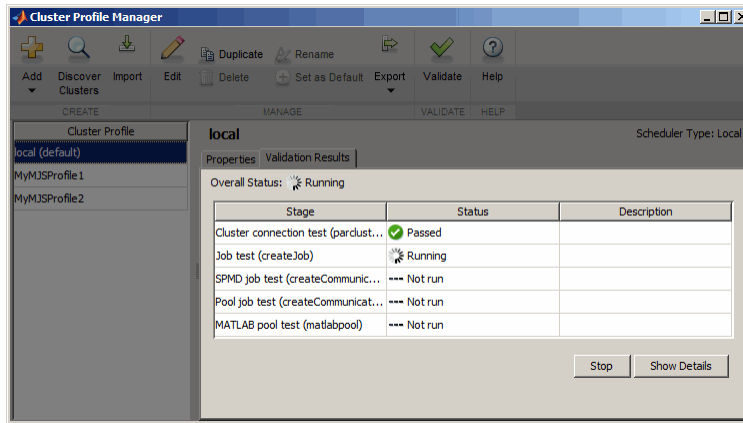 Cluster Profile Manager
Add
Discover Clusters
Import
Edit
Duplicate
Delete
Rename
Set as Default
Export
Validate
Help
CREATE
MANAGE
VALIDATE
HELP
Cluster Profile
local (default)
MyMJSProfile1
MyMJSProfile2
local
Scheduler Type: Local
Properties
Validation Results
Overall Status: Running
Stage Status Description
Cluster connection test (parclust... Passed
Job test (createJob) Running
SPMD job test (createCommunic... --- Not run
Pool job test (createCommunicat... --- Not run
MATLAB pool test (matlabpool) --- Not run
Stop
Show Details